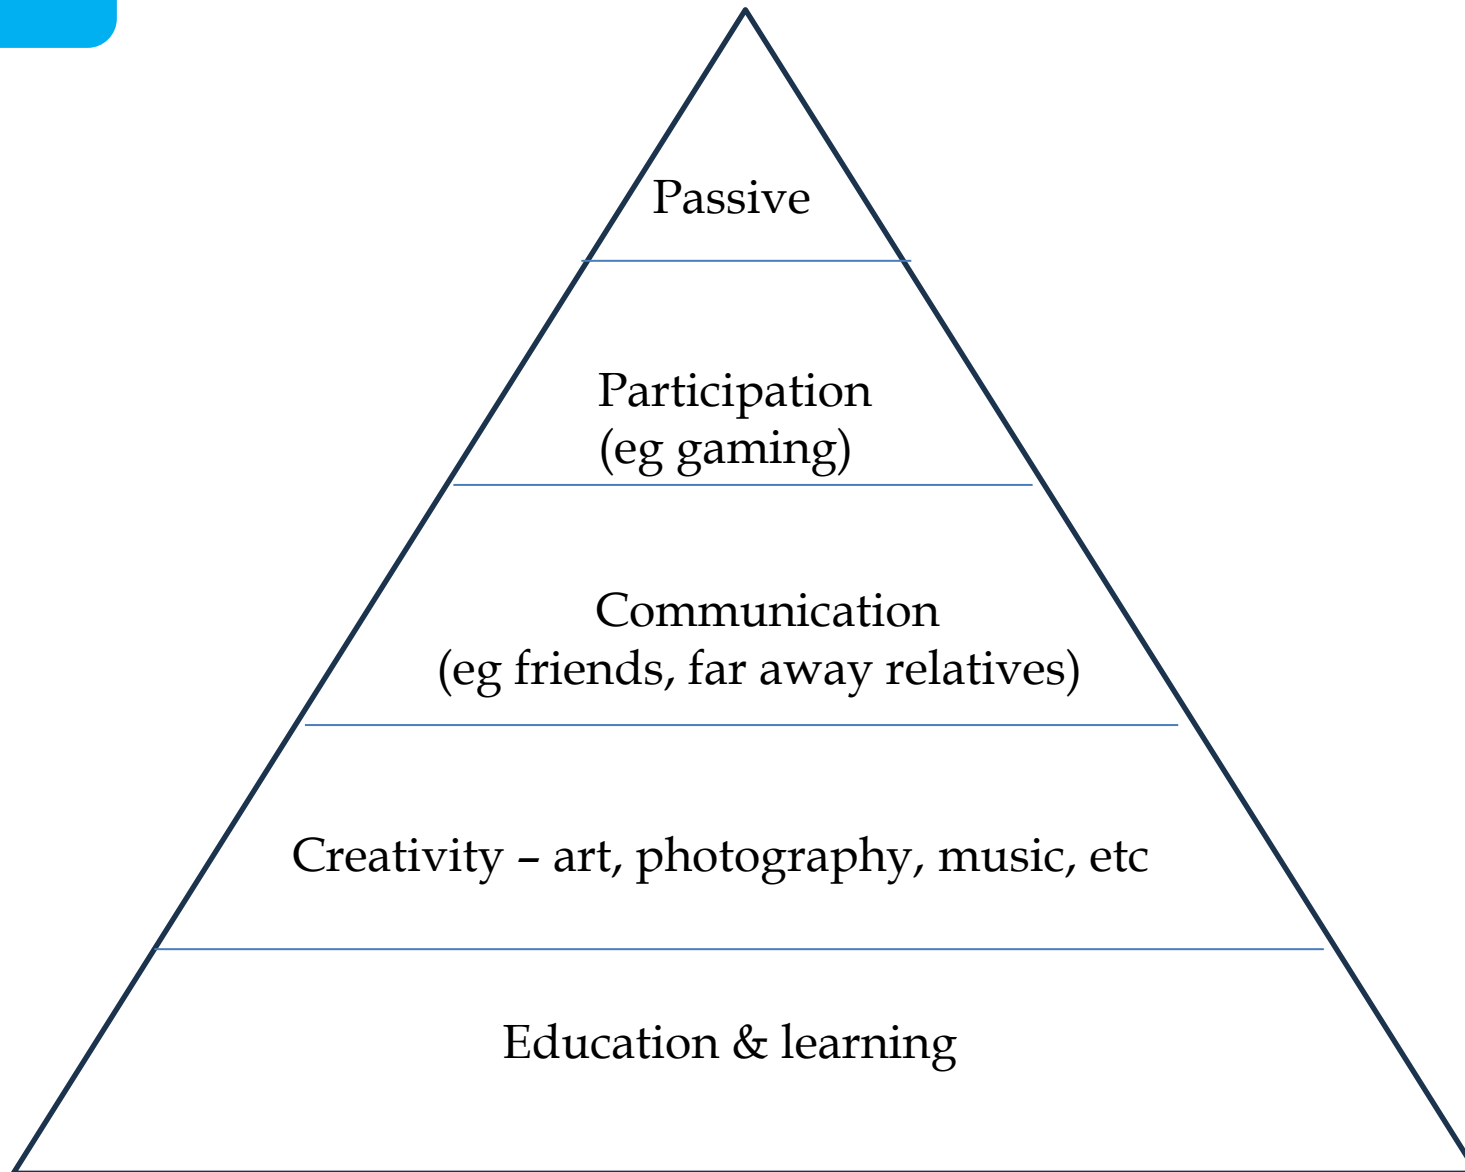 Passive
Participation
(eg gaming)
Communication
(eg friends, far away relatives)
Creativity – art, photography, music, etc
Education & learning